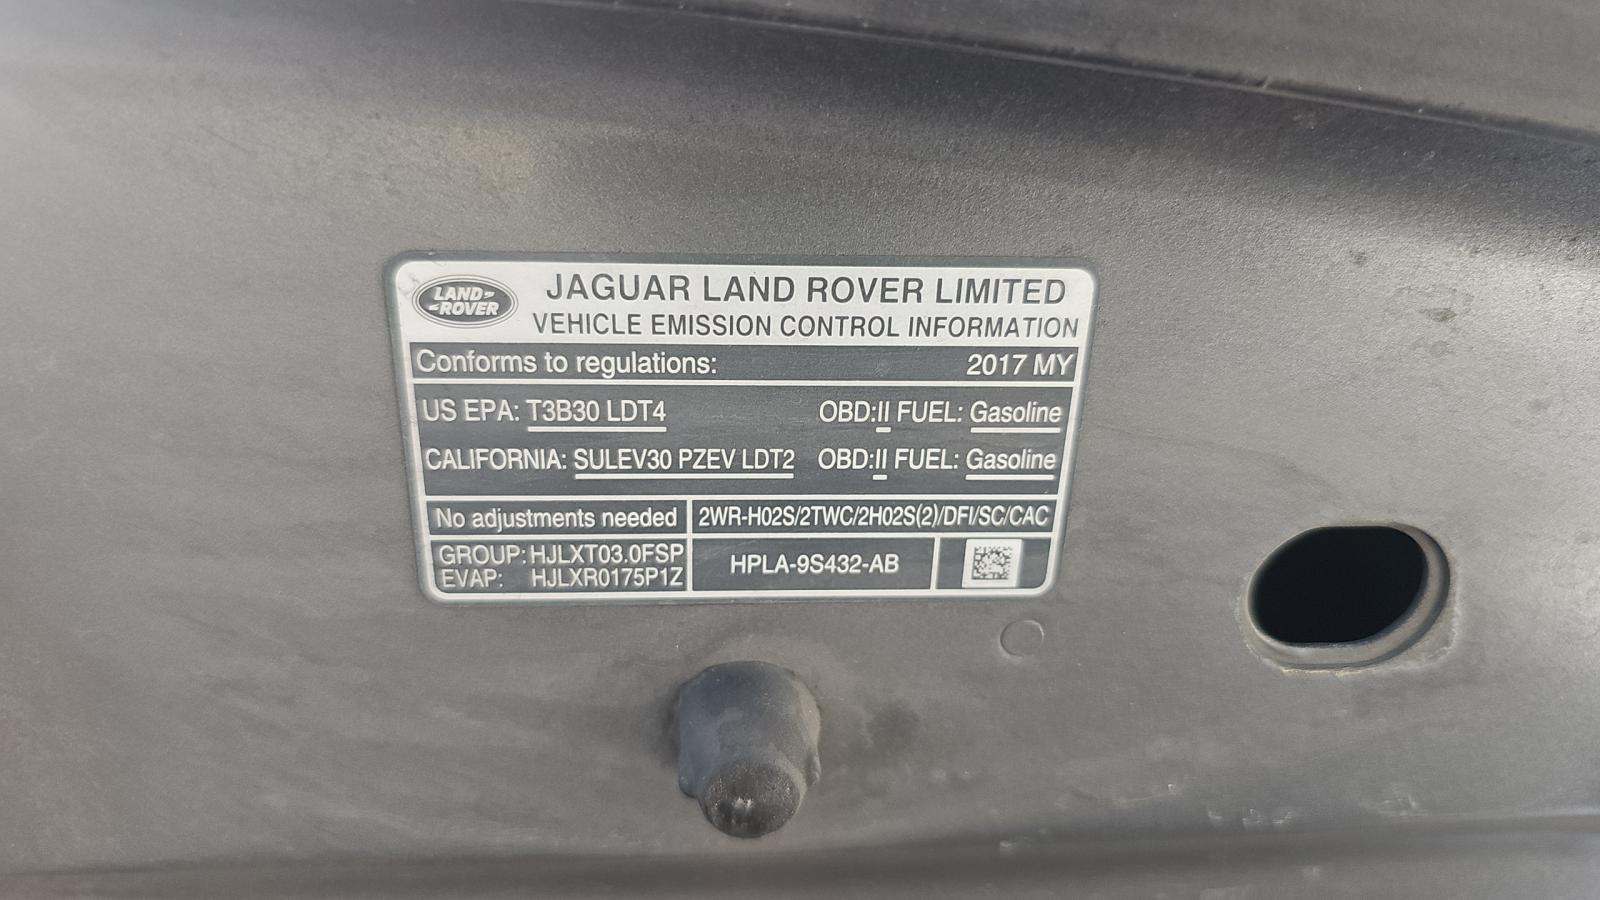 LAND
ROVER
JAGUAR LAND ROVER LIMITED
VEHICLE EMISSION CONTROL INFORMATION
Conforms to regulations: 2017 MY
US EPA: T3B30 LDT4 OBD:II FUEL: Gasoline
CALIFORNIA: SULEV30 PZEV LDT2 OBD:II FUEL: Gasoline
No adjustments needed 2WR-H02S/2TWC/2H02S(2)/DFI/SC/CAC
GROUP: HJLXT03.0FSP
EVAP: HJLXR0175P1Z
HPLA-9S432-AB